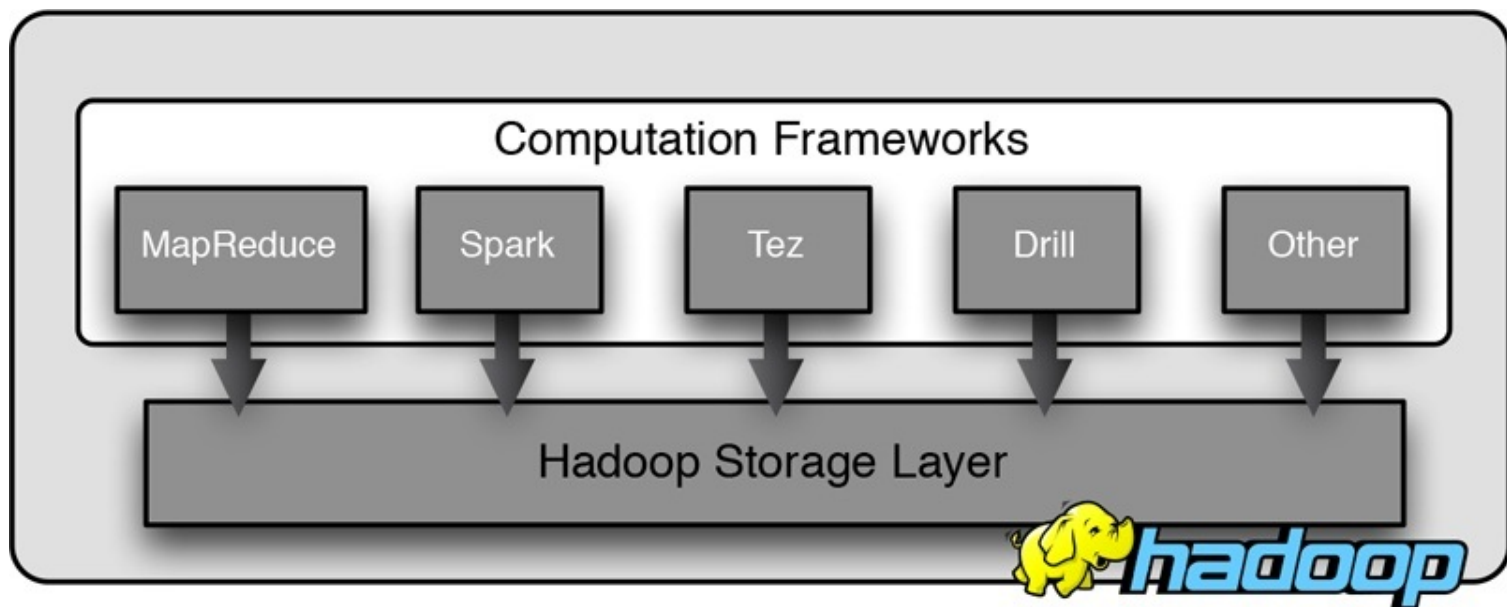 Computation Frameworks
MapReduce Spark Tez Drill Other
Hadoop Storage Layer
hadoop